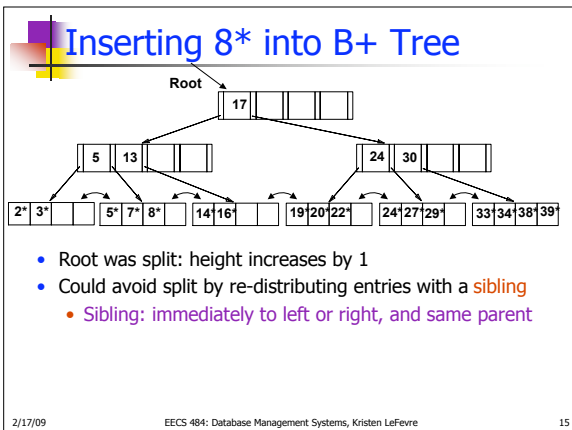 Inserting 8* into B+ Tree
Root
17
5 13
24 30
2* 3*
5* 7* 8*
14* 16*
19* 20* 22*
24* 27* 29*
33* 34* 38* 39*
• Root was split: height increases by 1
• Could avoid split by re-distributing entries with a sibling
• Sibling: immediately to left or right, and same parent
2/17/09
EECS 484: Database Management Systems, Kristen LeFevre
15